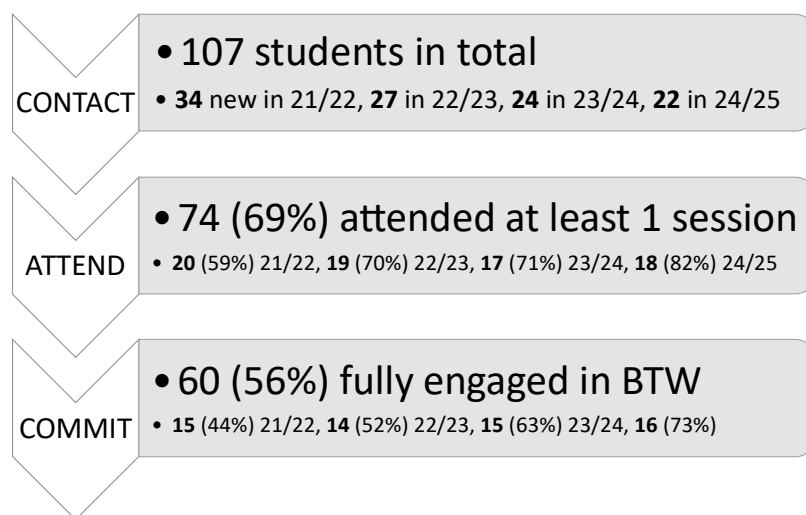 CONTACT
• 107 students in total
• 34 new in 21/22, 27 in 22/23, 24 in 23/24, 22 in 24/25
ATTEND
• 74 (69%) attended at least 1 session
• 20 (59%) 21/22, 19 (70%) 22/23, 17 (71%) 23/24, 18 (82%) 24/25
COMMIT
• 60 (56%) fully engaged in BTW
• 15 (44%) 21/22, 14 (52%) 22/23, 15 (63%) 23/24, 16 (73%)